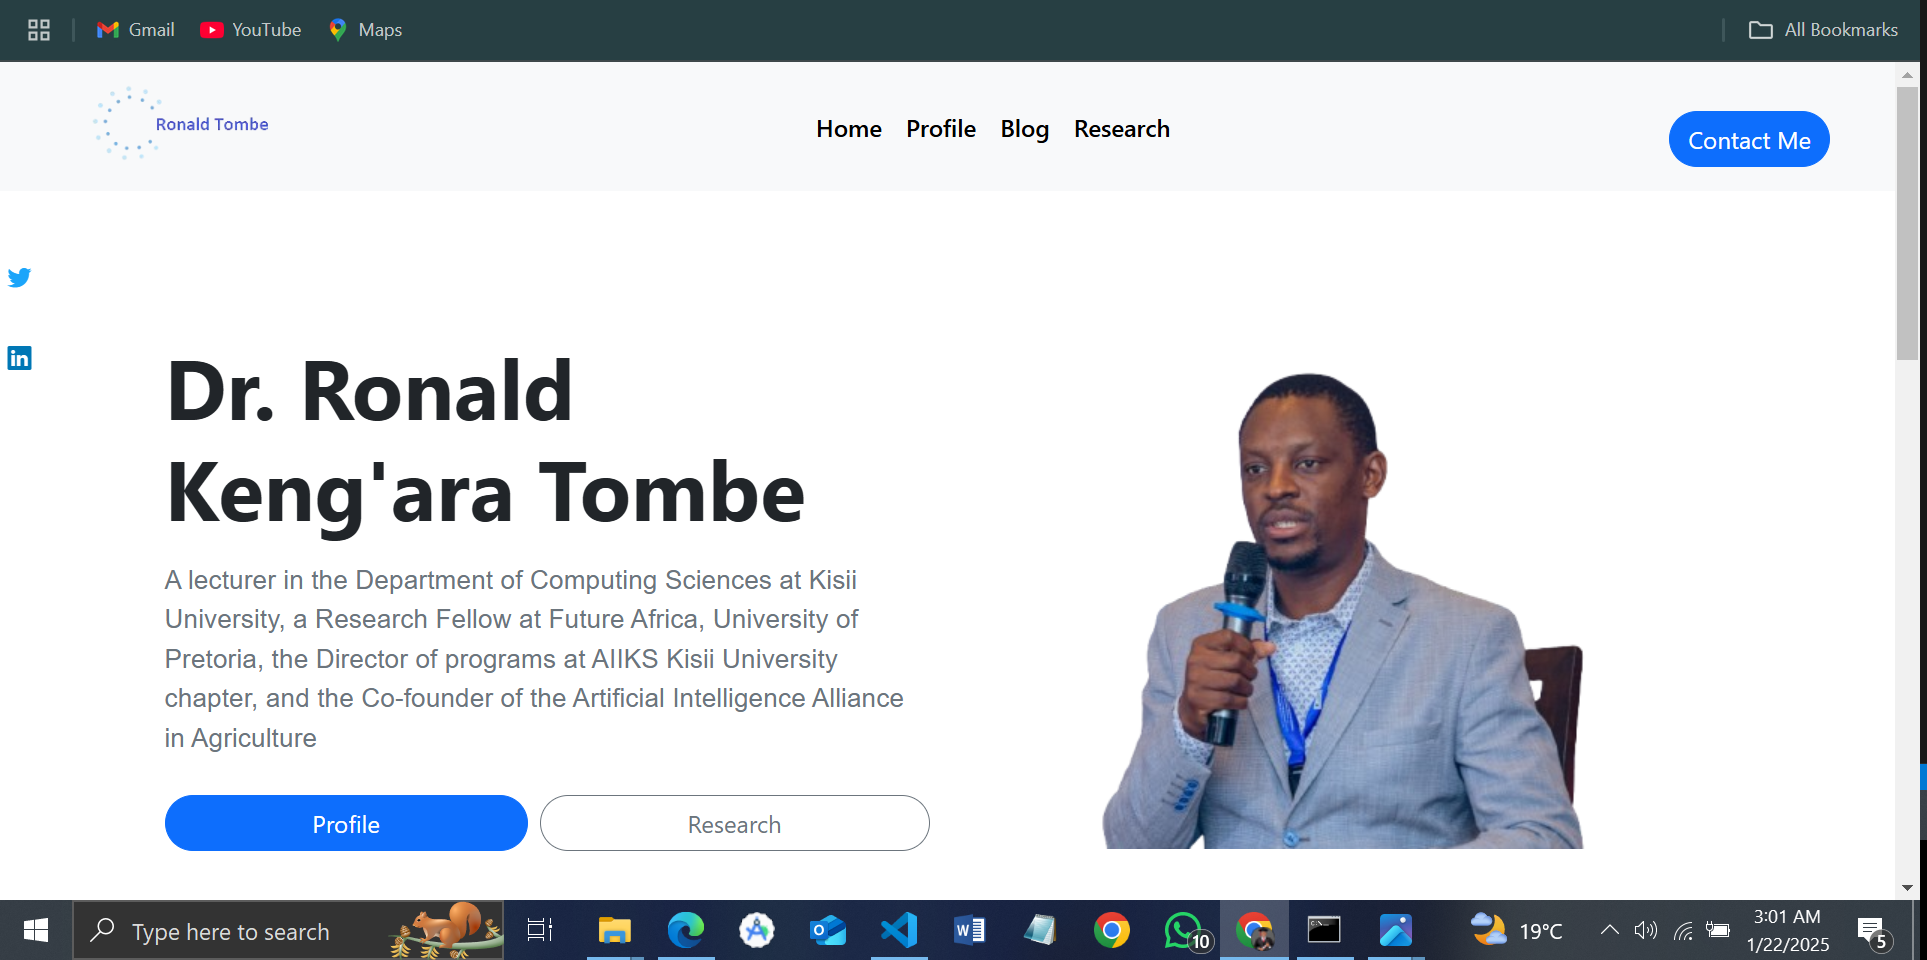 Gmail YouTube Maps All Bookmarks
Ronald Tombe
Home Profile Blog Research
Contact Me
in
Dr. Ronald
Keng'ara Tombe
A lecturer in the Department of Computing Sciences at Kisii
University, a Research Fellow at Future Africa, University of
Pretoria, the Director of programs at AIIKS Kisii University
chapter, and the Co-founder of the Artificial Intelligence Alliance
in Agriculture
Profile Research
Type here to search
10
19°C
3:01 AM
1/22/2025
5